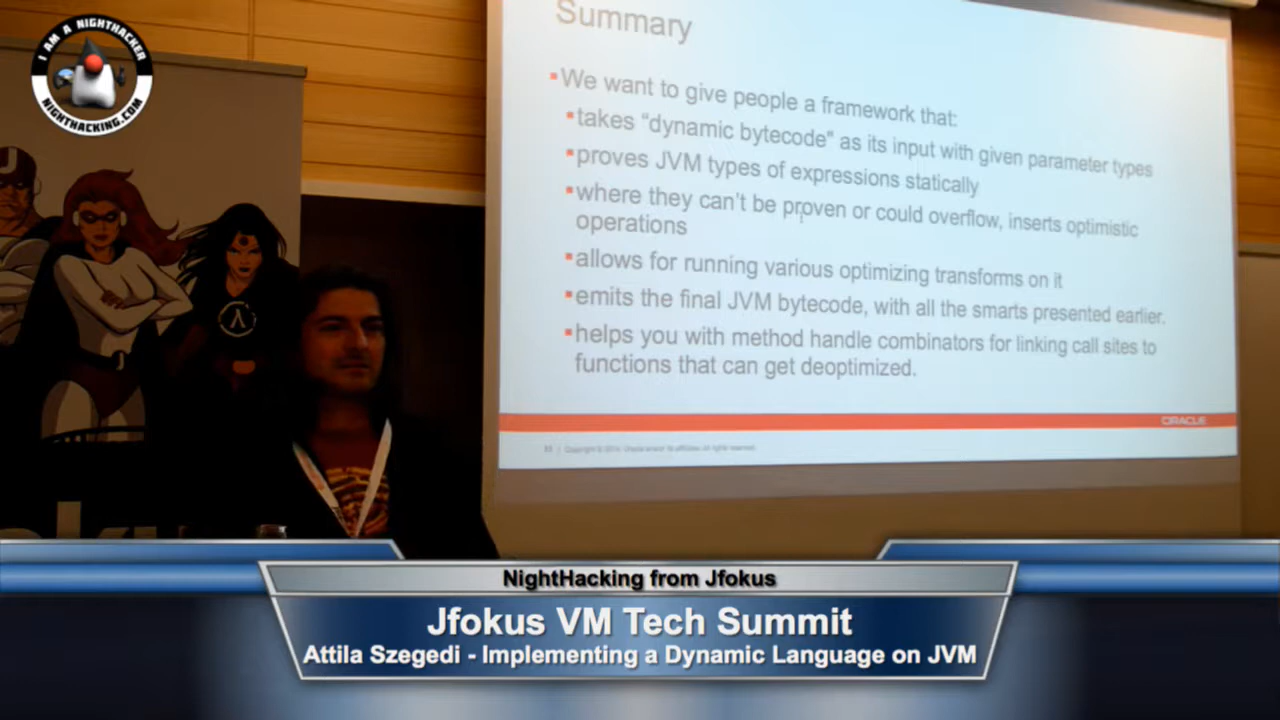 I AM A NIGHTHACKER
NIGHTHACKING.COM
J
Summary
▪We want to give people a framework that:
▪takes "dynamic bytecode" as its input with given parameter types
▪proves JVM types of expressions statically
▪where they can't be proven or could overflow, inserts optimistic
operations
▪allows for running various optimizing transforms on it
▪emits the final JVM bytecode, with all the smarts presented earlier.
▪helps you with method handle combinators for linking call sites to
functions that can get deoptimized.
ORACLE
λ
NightHacking from Jfokus
Jfokus VM Tech Summit
Attila Szegedi - Implementing a Dynamic Language on JVM